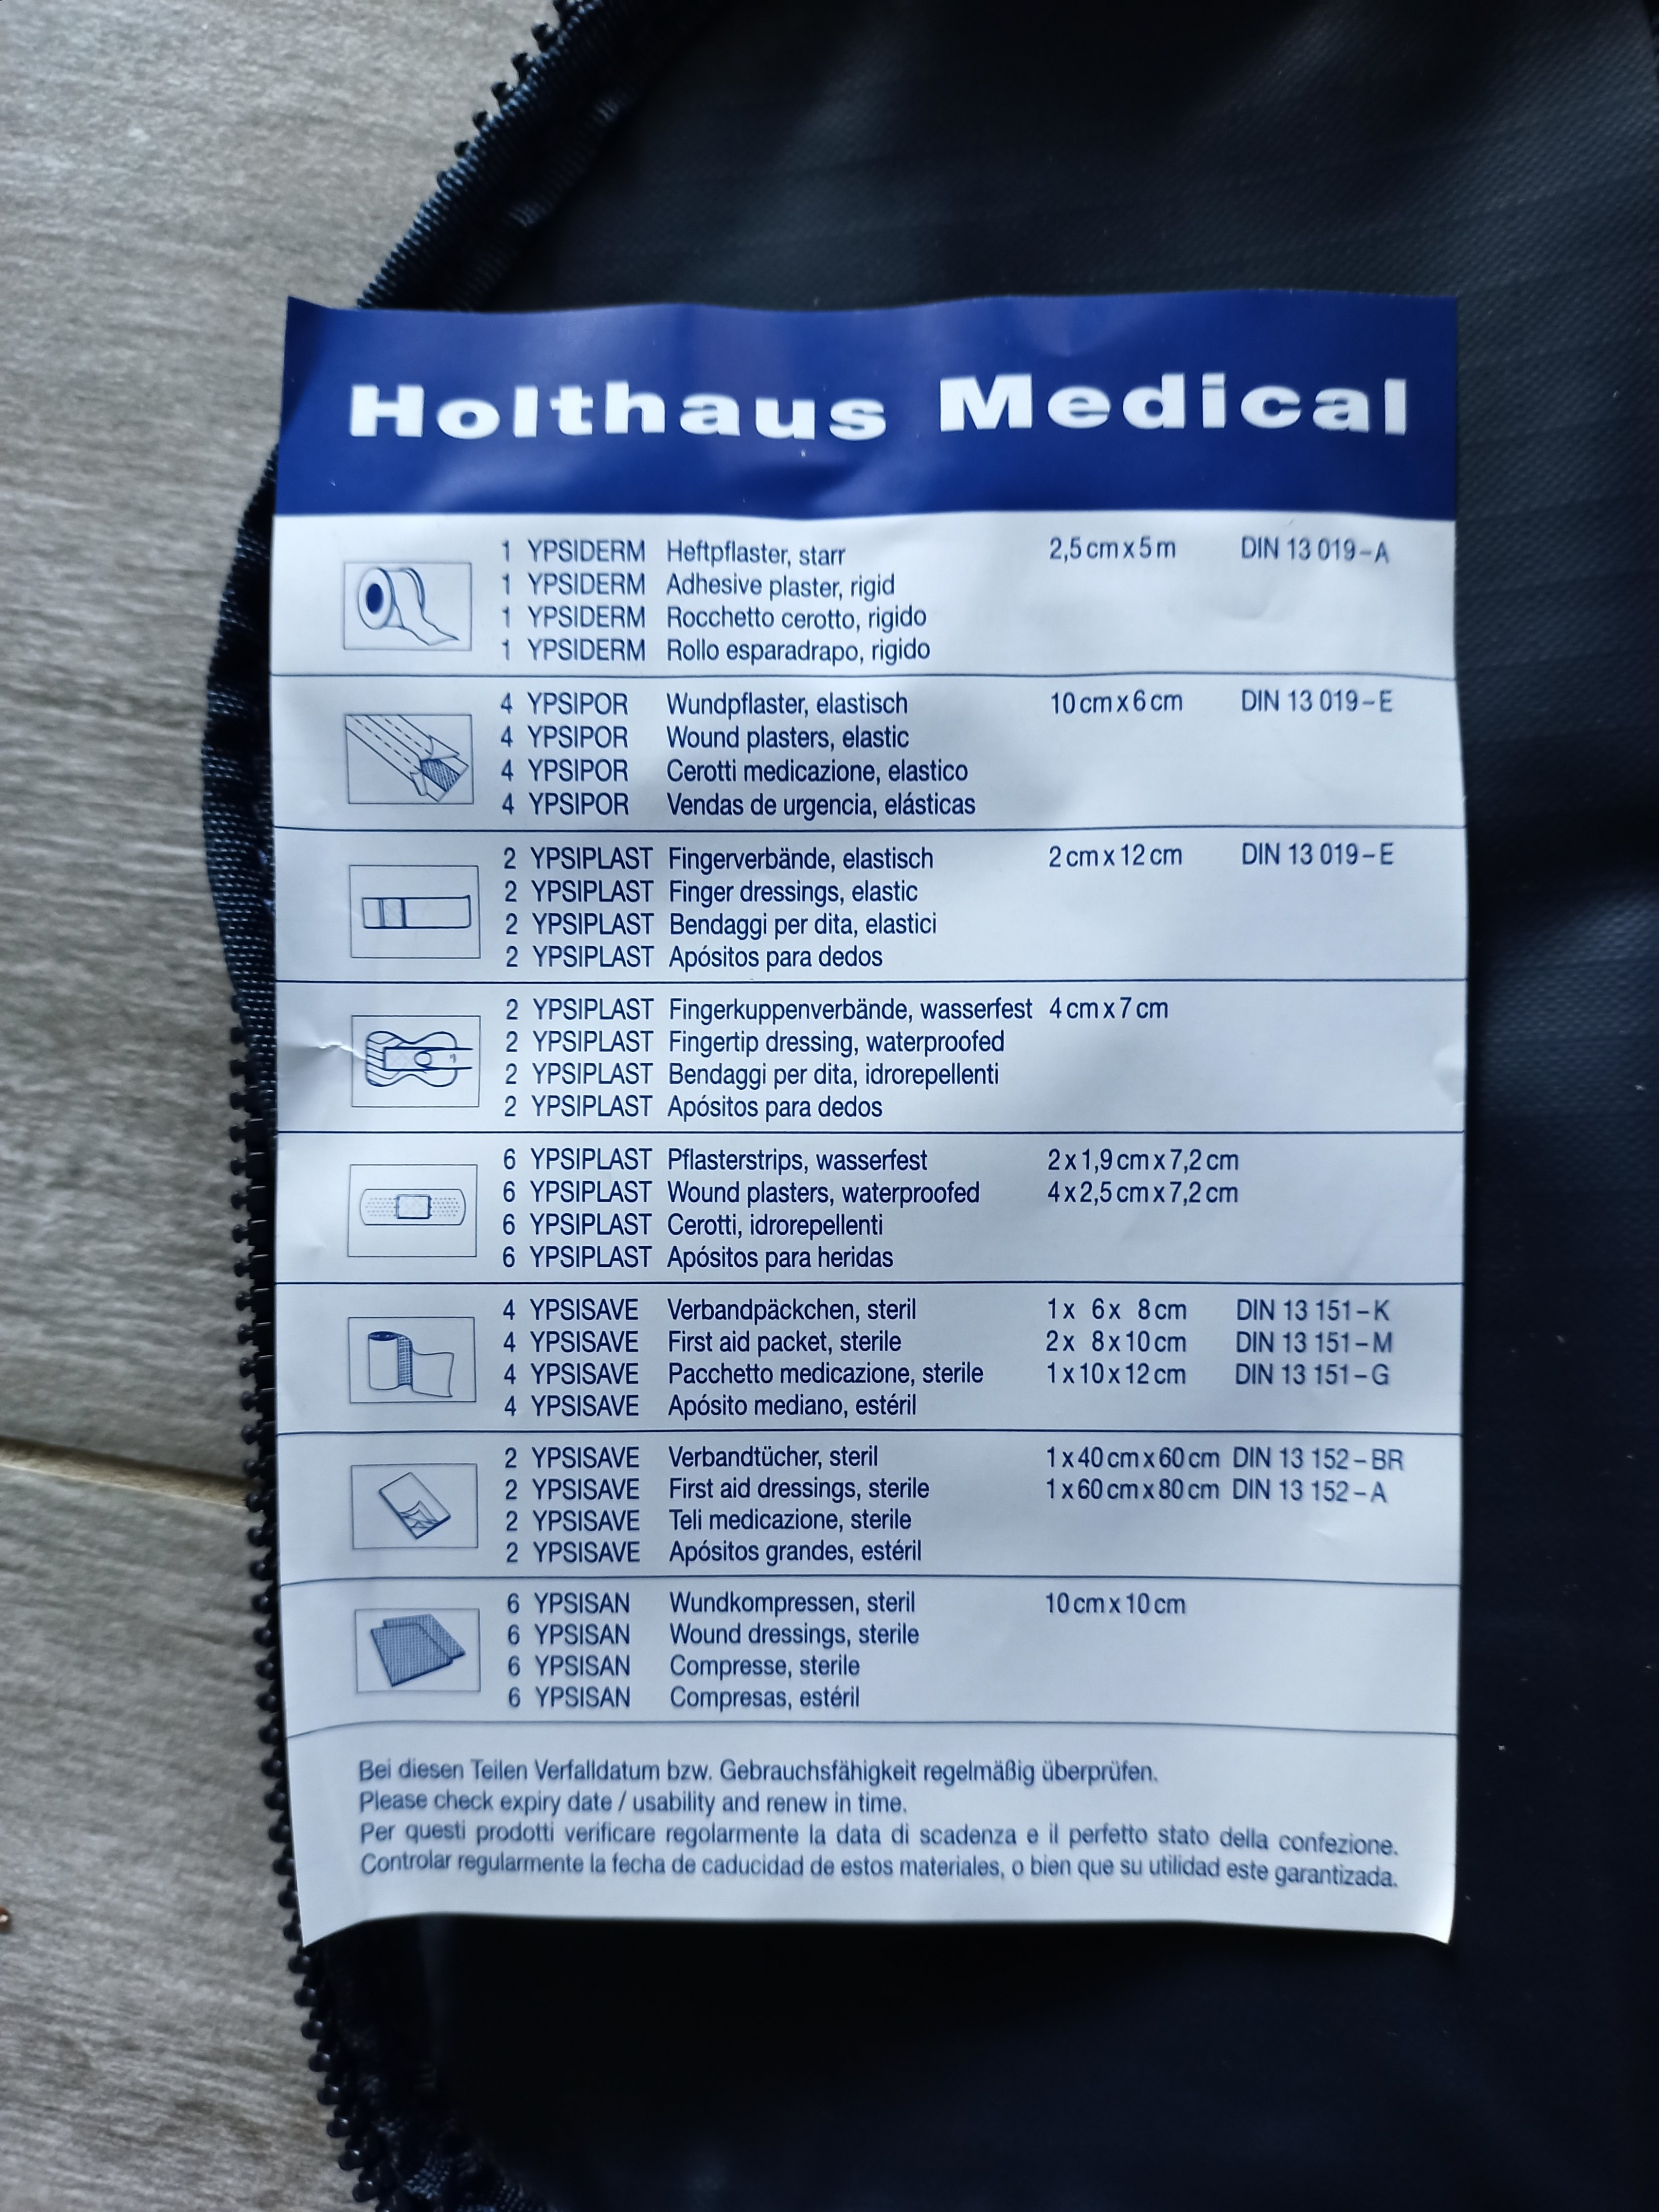 Holthaus Medical
1 YPSIDERM Heftpflaster, starr 2,5 cm x 5 m DIN 13 019-A
1 YPSIDERM Adhesive plaster, rigid
1 YPSIDERM Rocchetto cerotto, rigido
1 YPSIDERM Rollo esparadrapo, rigido
4 YPSIPOR Wundpflaster, elastisch 10 cm x 6 cm DIN 13 019-E
4 YPSIPOR Wound plasters, elastic
4 YPSIPOR Cerotti medicazione, elastico
4 YPSIPOR Vendas de urgencia, elásticas
2 YPSIPLAST Fingerverbände, elastisch 2 cm x 12 cm DIN 13 019-E
2 YPSIPLAST Finger dressings, elastic
2 YPSIPLAST Bendaggi per dita, elastici
2 YPSIPLAST Apósitos para dedos
2 YPSIPLAST Fingerkuppenverbände, wasserfest 4 cm x 7 cm
2 YPSIPLAST Fingertip dressing, waterproofed
2 YPSIPLAST Bendaggi per dita, idrorepellenti
2 YPSIPLAST Apósitos para dedos
6 YPSIPLAST Pflasterstrips, wasserfest 2 x 1,9 cm x 7,2 cm
6 YPSIPLAST Wound plasters, waterproofed 4 x 2,5 cm x 7,2 cm
6 YPSIPLAST Cerotti, idrorepellenti
6 YPSIPLAST Apósitos para heridas
4 YPSISAVE Verbandpäckchen, steril 1 x 6 x 8 cm DIN 13 151-K
4 YPSISAVE First aid packet, sterile 2 x 8 x 10 cm DIN 13 151-M
4 YPSISAVE Pacchetto medicazione, sterile 1 x 10 x 12 cm DIN 13 151-G
4 YPSISAVE Apósito mediano, estéril
2 YPSISAVE Verbandtücher, steril 1 x 40 cm x 60 cm DIN 13 152-BR
2 YPSISAVE First aid dressings, sterile 1 x 60 cm x 80 cm DIN 13 152-A
2 YPSISAVE Teli medicazione, sterile
2 YPSISAVE Apósitos grandes, estéril
6 YPSISAN Wundkompressen, steril 10 cm x 10 cm
6 YPSISAN Wound dressings, sterile
6 YPSISAN Compresse, sterile
6 YPSISAN Compresas, estéril
Bei diesen Teilen Verfalldatum bzw. Gebrauchsfähigkeit regelmäßig überprüfen.
Please check expiry date / usability and renew in time.
Per questi prodotti verificare regolarmente la data di scadenza e il perfetto stato della confezione.
Controlar regularmente la fecha de caducidad de estos materiales, o bien que su utilidad este garantizada.